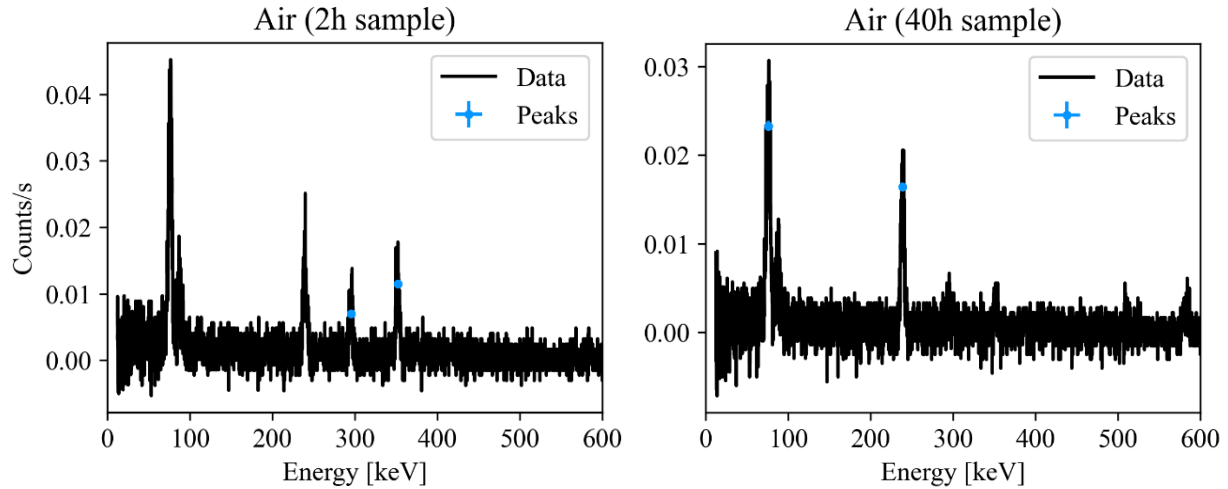 Air (2h sample)
Data
Peaks
0.04
0.03
0.02
0.01
0.00
Counts/s
0 100 200 300 400 500 600
Energy [keV]
Air (40h sample)
Data
Peaks
0.03
0.02
0.01
0.00
0 100 200 300 400 500 600
Energy [keV]